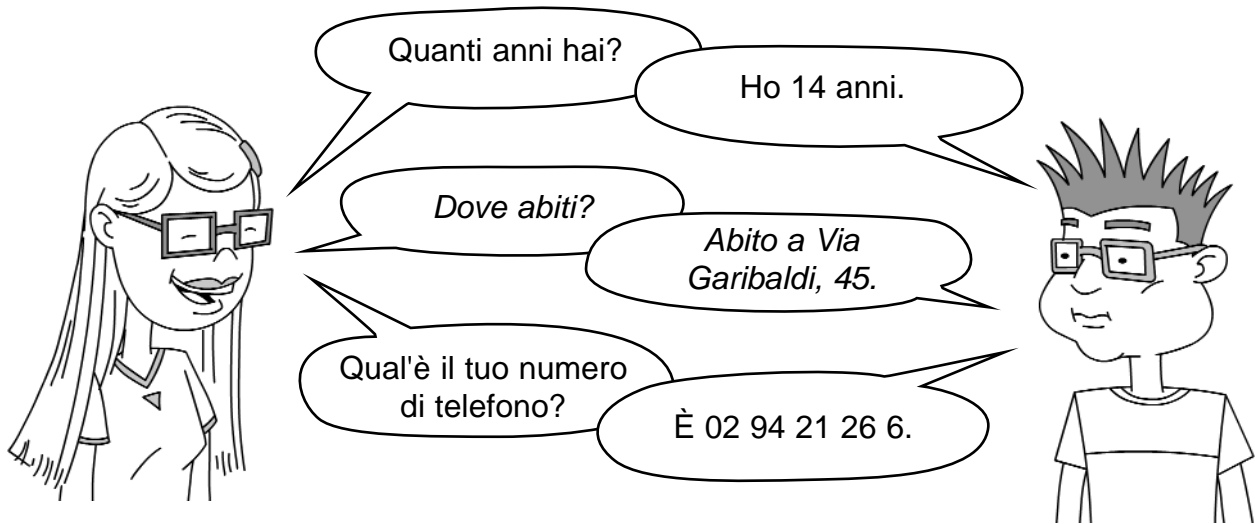 Quanti anni hai?
Ho 14 anni.
Dove abiti?
Abito a Via
Garibaldi, 45.
Qual'è il tuo numero
di telefono?
È 02 94 21 26 6.